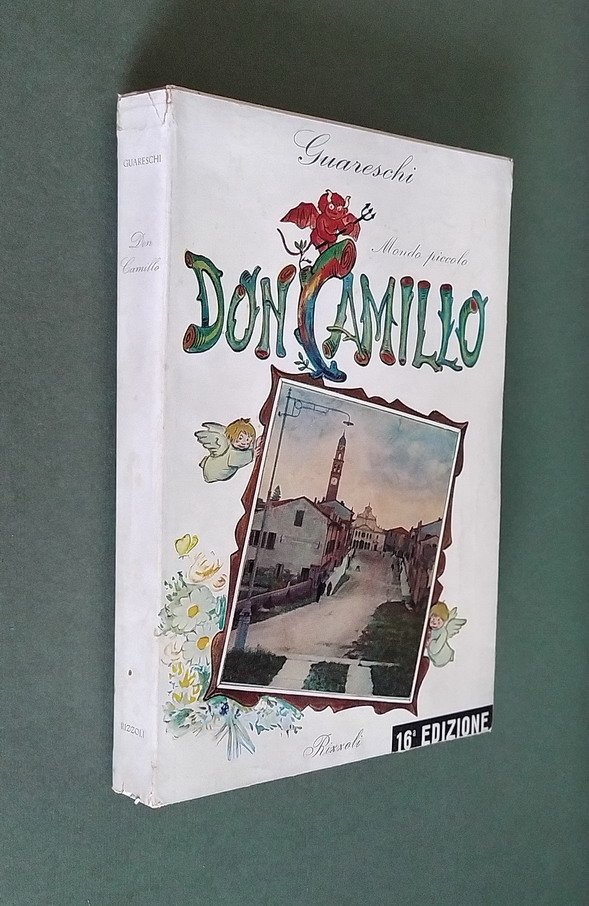 GUARESCHI
Don
Camillo
RIZZOLI
Guareschi
Mondo piccolo
DON CAMILLO
Rizzoli
16ª EDIZIONE